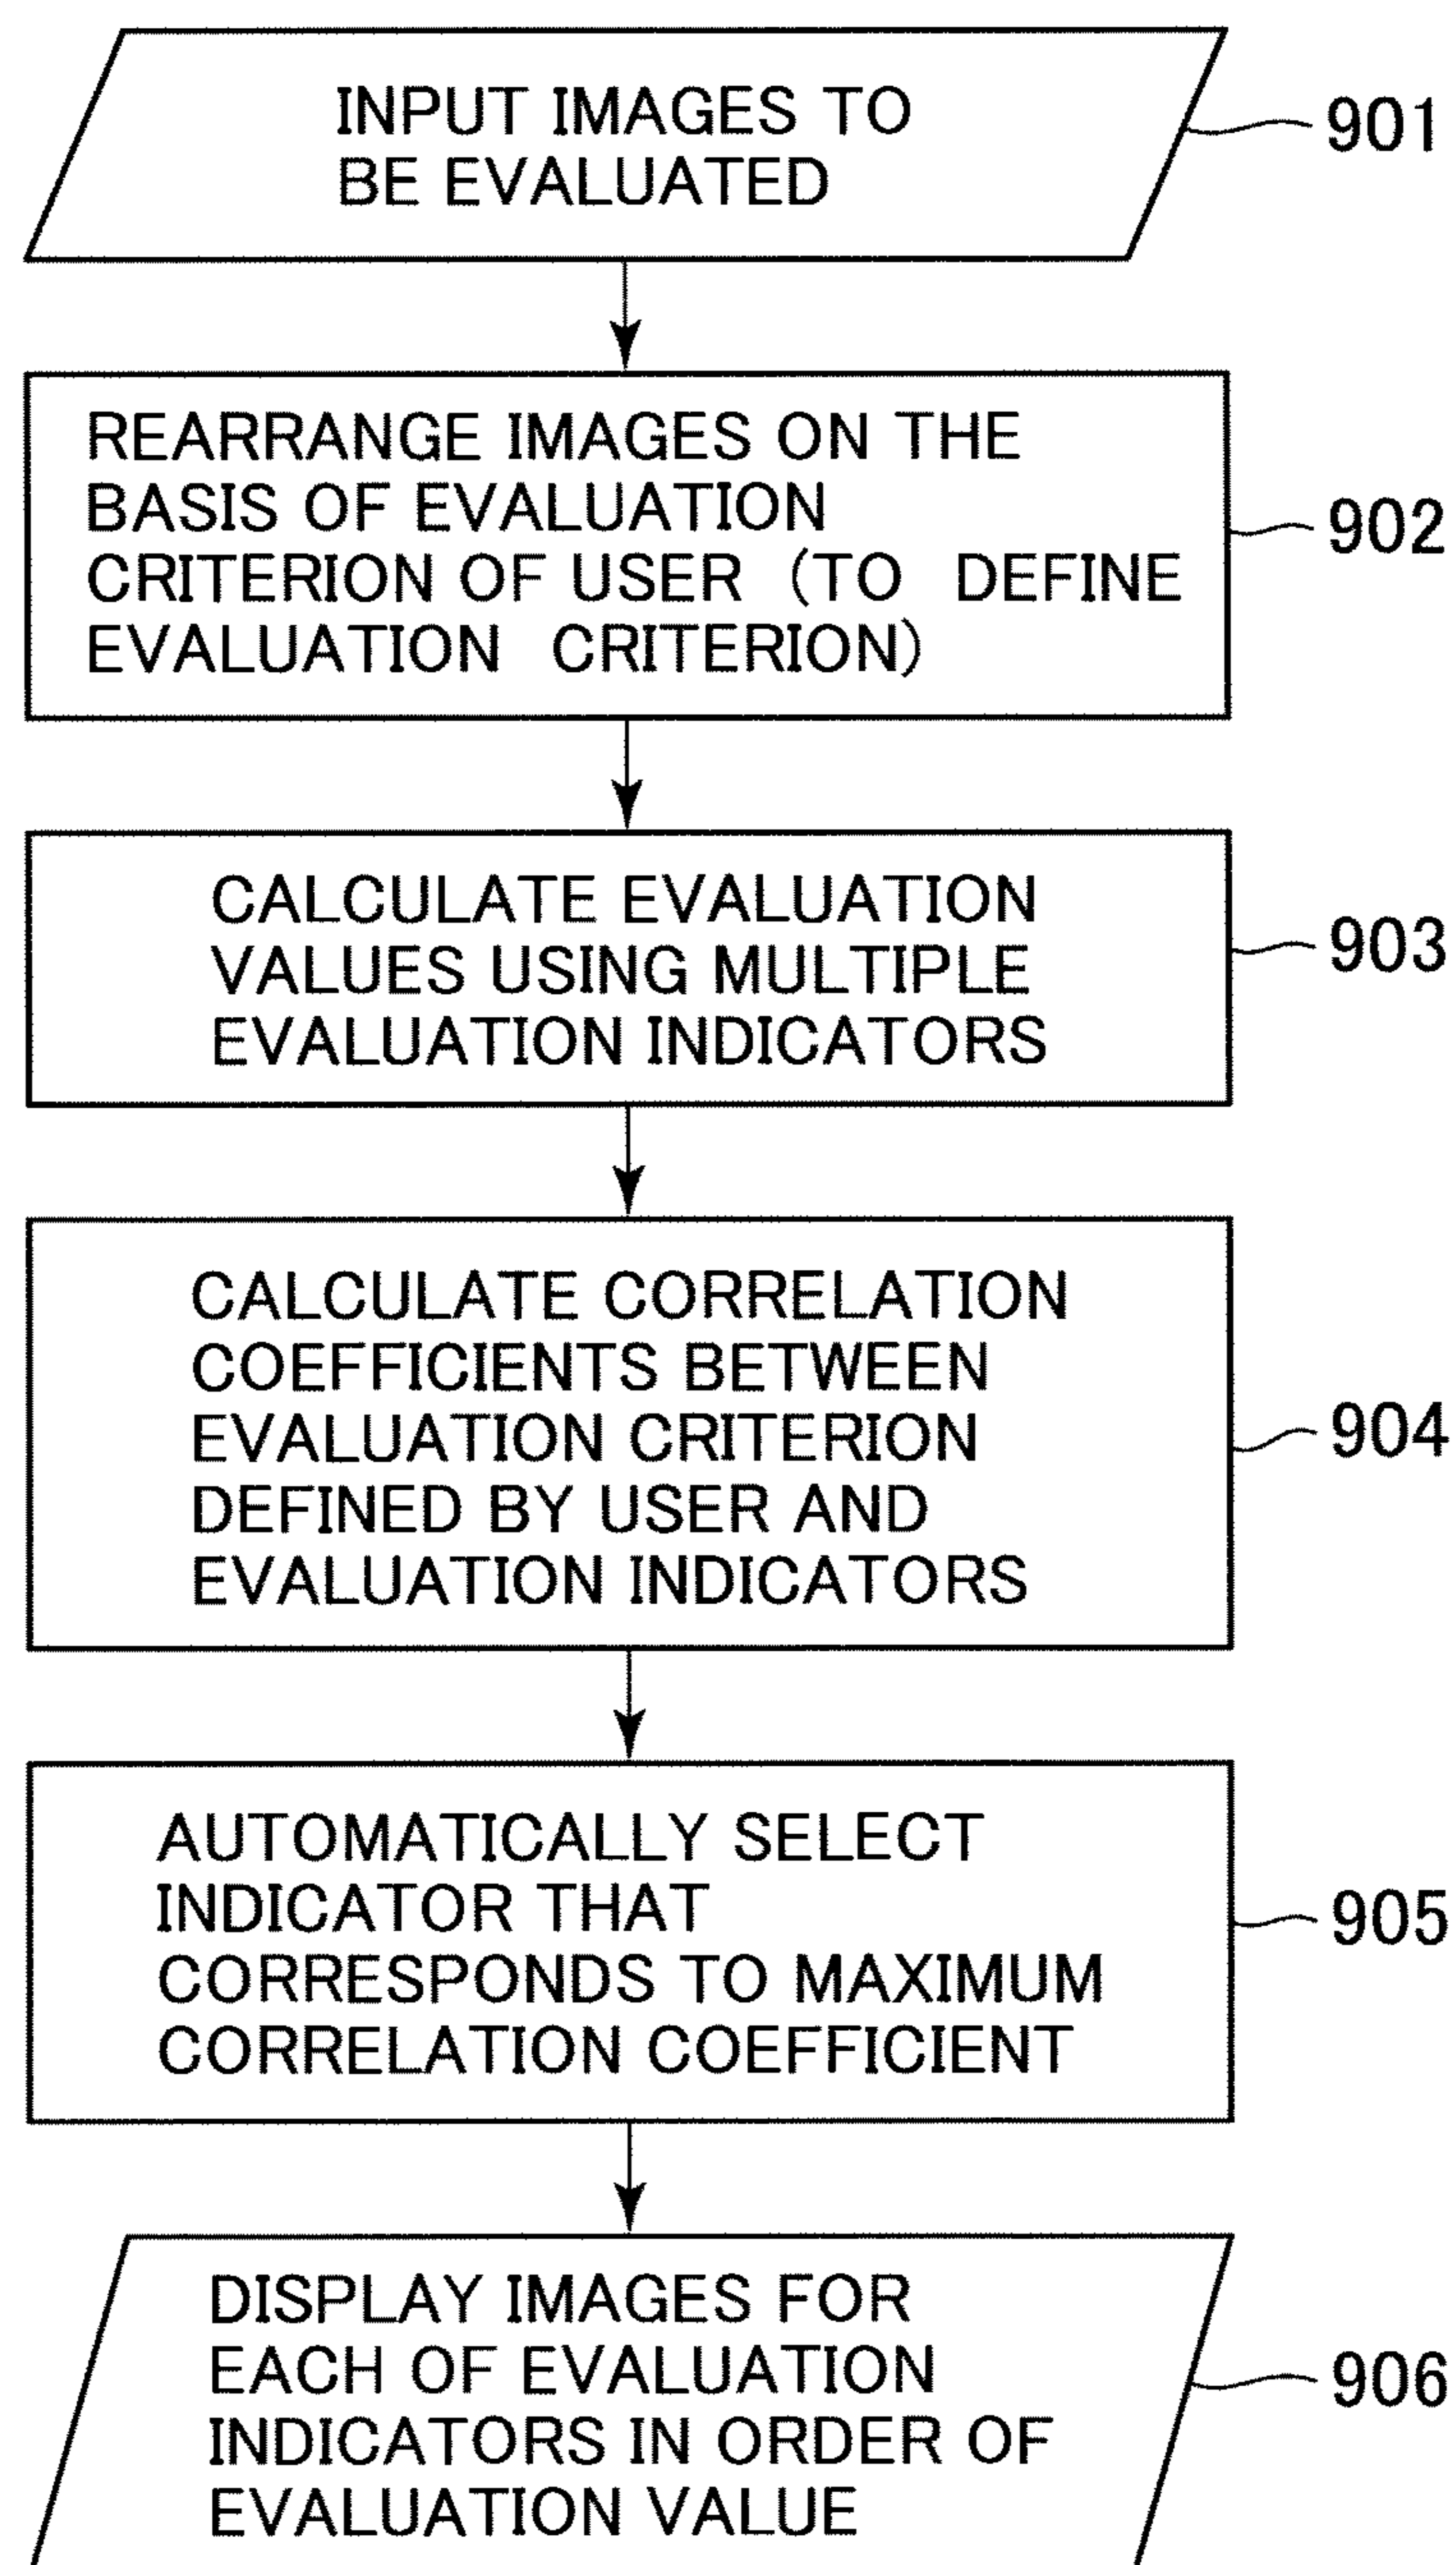 INPUT IMAGES TO
BE EVALUATED
901
REARRANGE IMAGES ON THE
BASIS OF EVALUATION
CRITERION OF USER (TO DEFINE
EVALUATION CRITERION)
902
CALCULATE EVALUATION
VALUES USING MULTIPLE
EVALUATION INDICATORS
903
CALCULATE CORRELATION
COEFFICIENTS BETWEEN
EVALUATION CRITERION
DEFINED BY USER AND
EVALUATION INDICATORS
904
AUTOMATICALLY SELECT
INDICATOR THAT
CORRESPONDS TO MAXIMUM
CORRELATION COEFFICIENT
905
DISPLAY IMAGES FOR
EACH OF EVALUATION
INDICATORS IN ORDER OF
EVALUATION VALUE
906